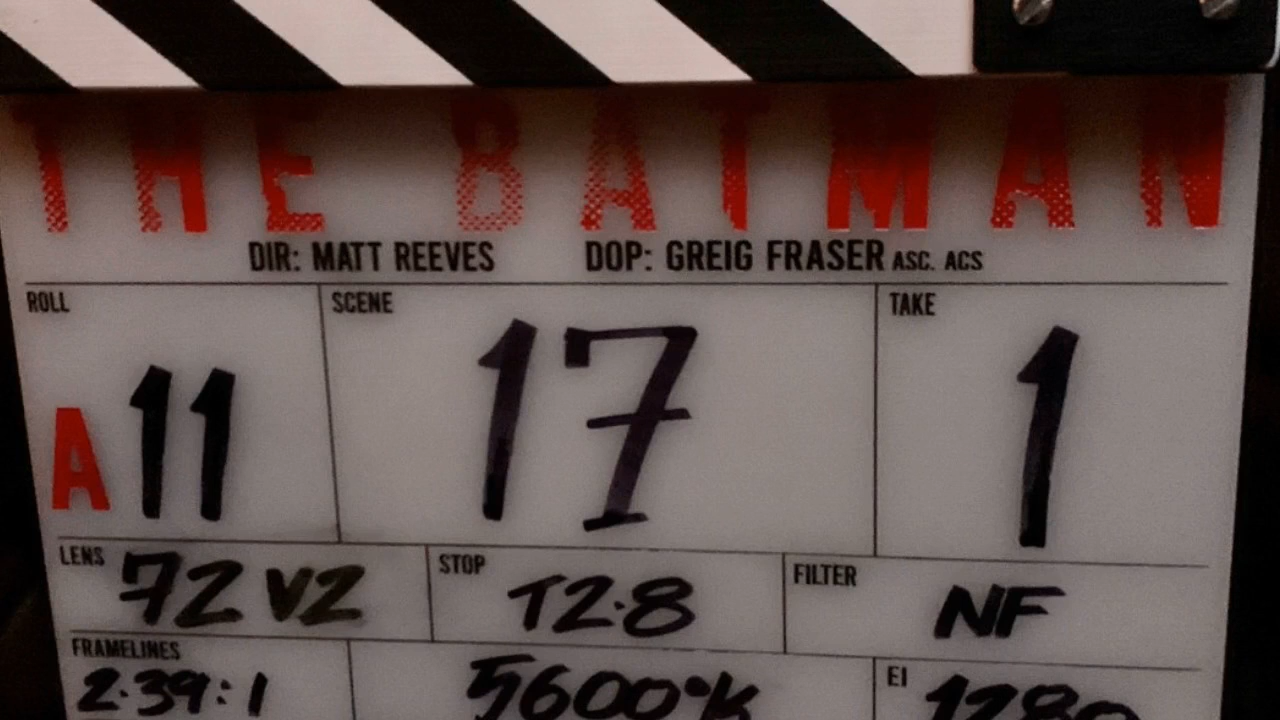 THE BATMAN
DIR: MATT REEVES DOP: GREIG FRASER ASC. ACS
ROLL SCENE TAKE
A 11 17 1
LENS 72 V2 STOP T2.8 FILTER NF
FRAMELINES EI
2.39:1 5600°K 1280